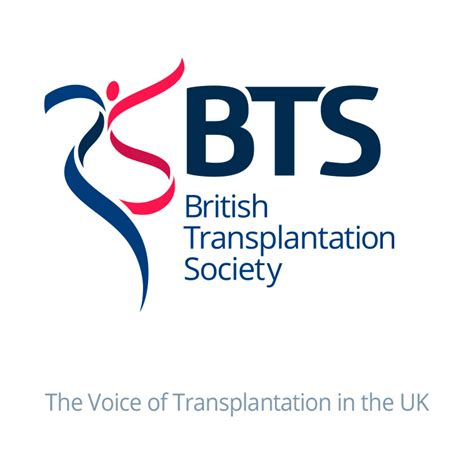 BTS
British
Transplantation
Society
The Voice of Transplantation in the UK